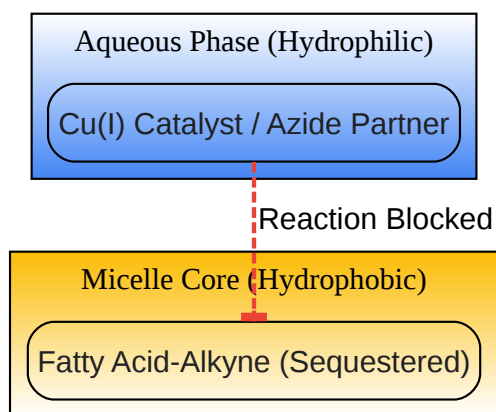 Aqueous Phase (Hydrophilic)
Cu(I) Catalyst / Azide Partner
Reaction Blocked
Micelle Core (Hydrophobic)
Fatty Acid-Alkyne (Sequestered)